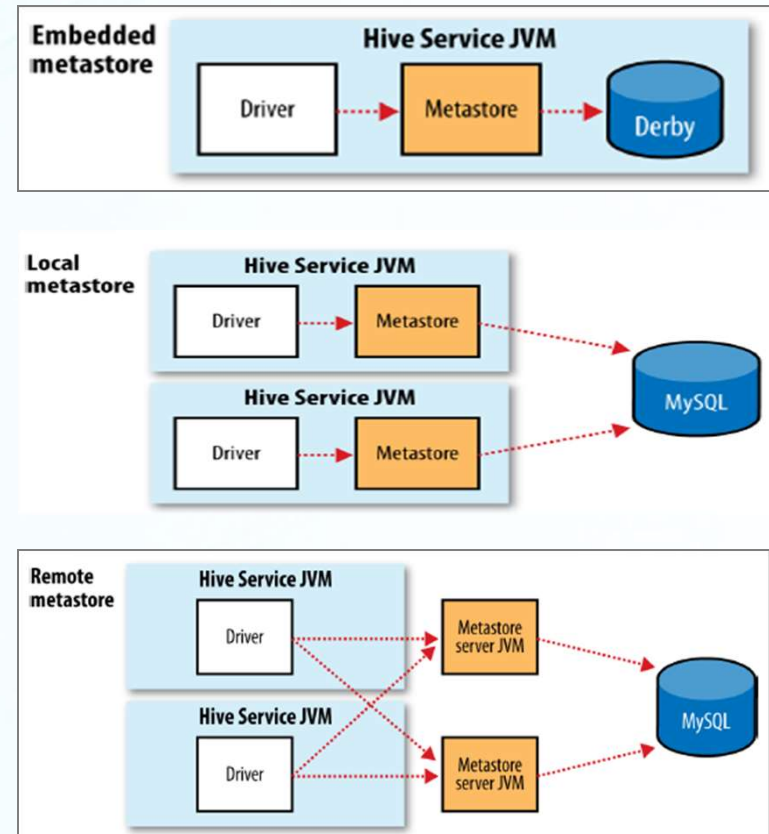 Embedded
metastore
Hive Service JVM
Driver
Metastore
Derby
Local
metastore
Hive Service JVM
Driver
Metastore
Hive Service JVM
Driver
Metastore
MySQL
Remote
metastore
Hive Service JVM
Driver
Metastore
server JVM
Hive Service JVM
Driver
Metastore
server JVM
MySQL